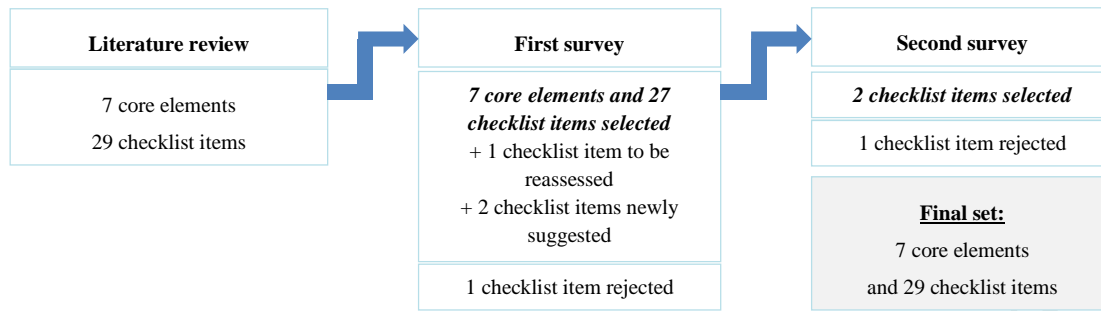 Literature review
7 core elements
29 checklist items
First survey
7 core elements and 27
checklist items selected
+ 1 checklist item to be
reassessed
+ 2 checklist items newly
suggested
1 checklist item rejected
Second survey
2 checklist items selected
1 checklist item rejected
Final set:
7 core elements
and 29 checklist items